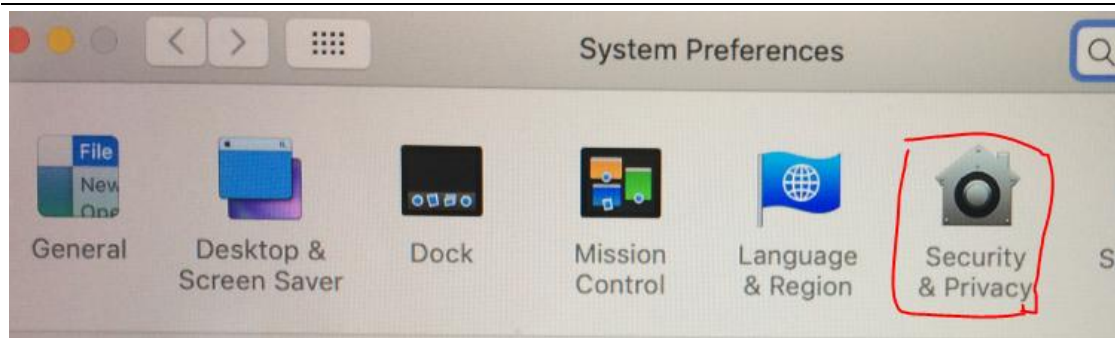 System Preferences
File
New
General
Desktop &
Screen Saver
Dock
Mission
Control
Language
& Region
Security
& Privacy